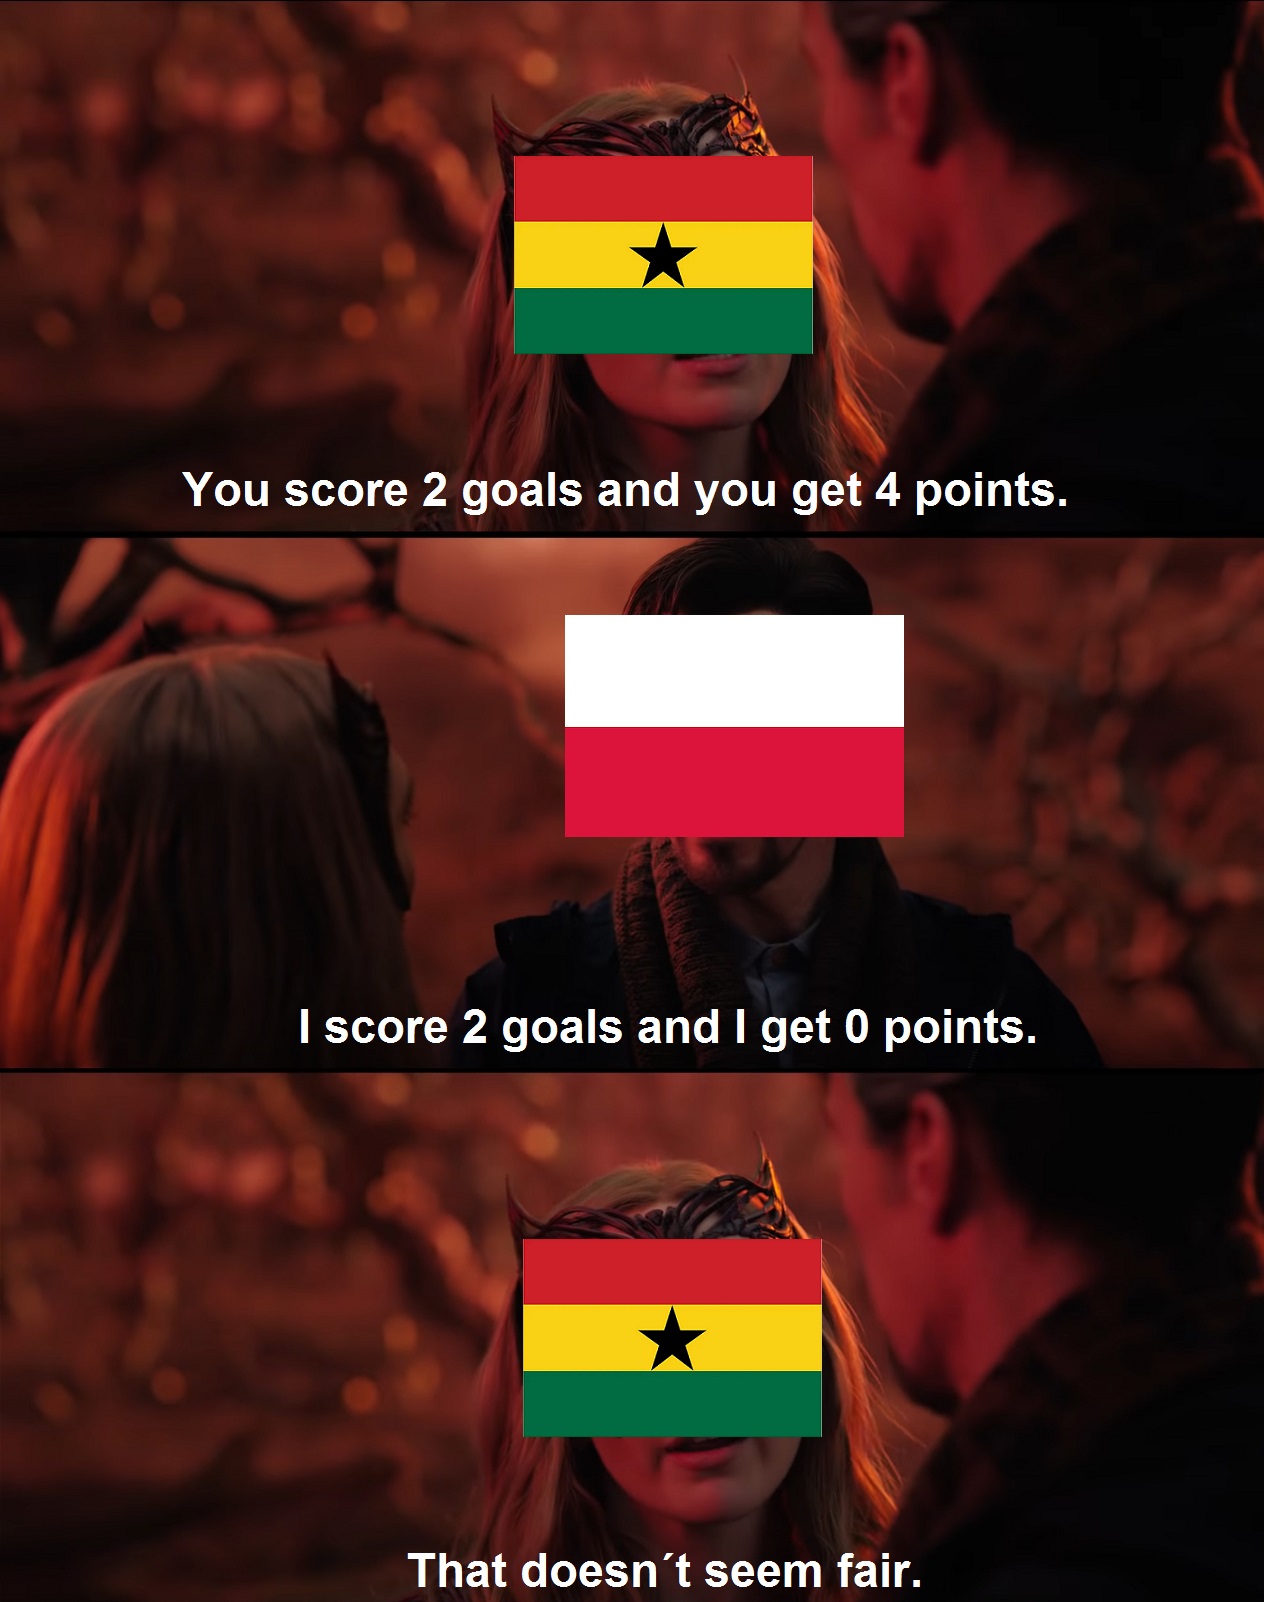 You score 2 goals and you get 4 points.
I score 2 goals and I get 0 points.
That doesn´t seem fair.